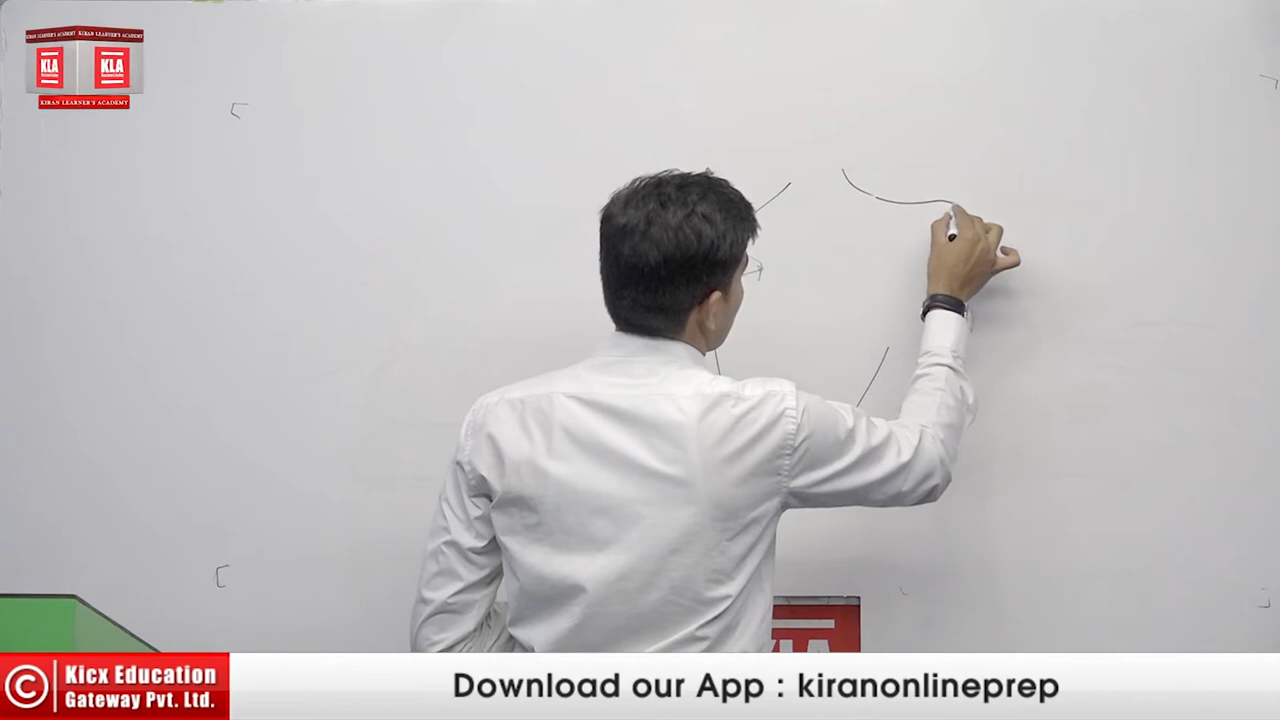 KIRAN LEARNER'S ACADEMY KIRAN LEARNER'S ACADEMY
KLA KLA
KIRAN LEARNER'S ACADEMY
KLA
© Kicx Education
Gateway Pvt. Ltd.
Download our App : kiranonlineprep